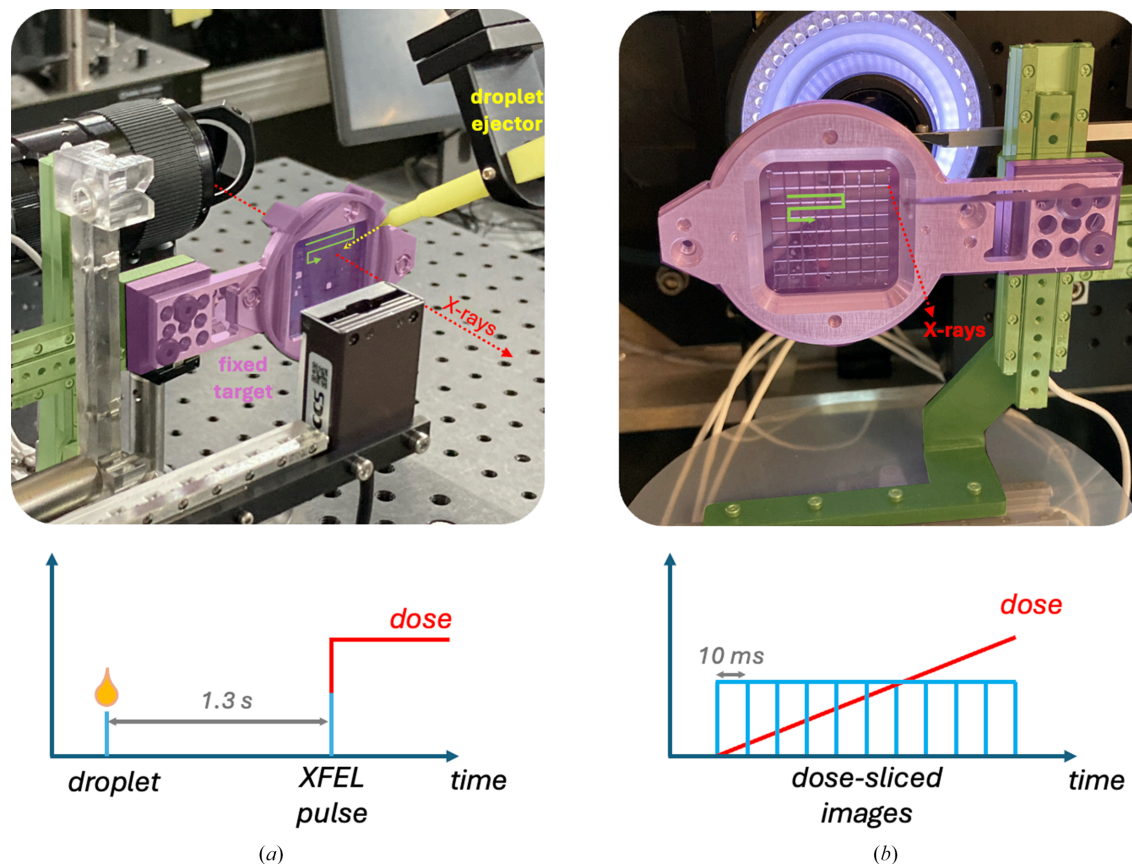 droplet
ejector
X-rays
fixed
target
X-rays
dose
1.3 s
droplet
XFEL
pulse
time
(a)
dose
10 ms
dose-sliced
images
time
(b)